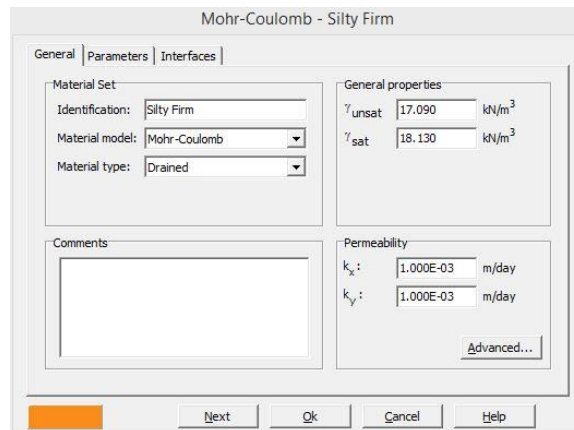 Mohr-Coulomb - Silty Firm
General Parameters Interfaces
Material Set
Identification: Silty Firm
Material model: Mohr-Coulomb
Material type: Drained
General properties
γunsat 17.090 kN/m³
γsat 18.130 kN/m³
Comments
Permeability
kx: 1.000E-03 m/day
ky: 1.000E-03 m/day
Advanced...
Next Ok Cancel Help